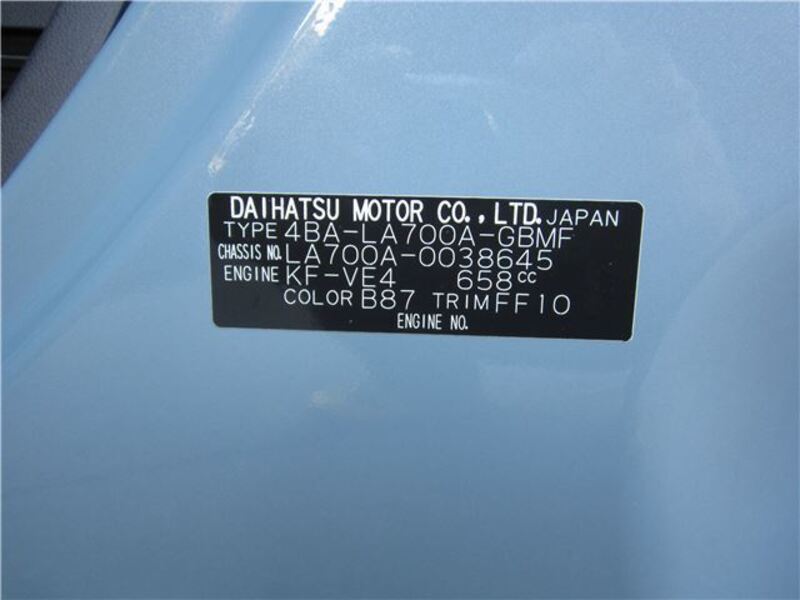 DAIHATSU MOTOR CO., LTD. JAPAN
TYPE 4BA-LA700A-GBMF
CHASSIS NO. LA700A-0038645
ENGINE KF-VE4 658cc
COLOR B87 TRIM FF10
ENGINE NO.